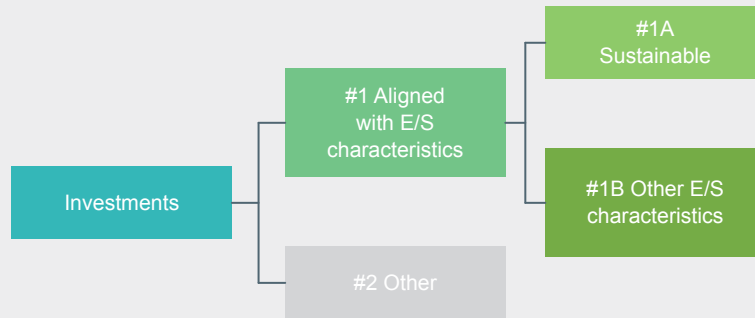 #1A
Sustainable
#1 Aligned
with E/S
characteristics
Investments
#1B Other E/S
characteristics
#2 Other